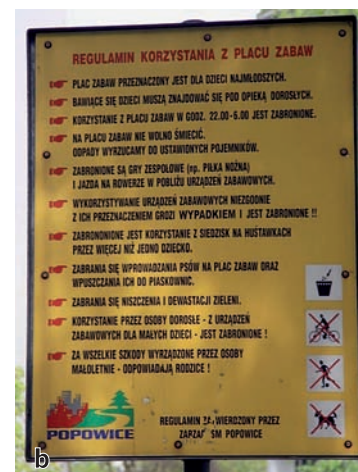 REGULAMIN KORZYSTANIA Z PLACU ZABAW
PLAC ZABAW PRZEZNACZONY JEST DLA DZIECI NAJMŁODSZYCH.
BAWIĄCE SIĘ DZIECI MUSZĄ ZNAJDOWAĆ SIĘ POD OPIEKĄ DOROSŁYCH.
KORZYSTANIE Z PLACU ZABAW W GODZ. 22.00-6.00 JEST ZABRONIONE.
NA PLACU ZABAW NIE WOLNO ŚMIECIĆ.
ODPADY WYRZUCAMY DO USTAWIONYCH POJEMNIKÓW.
ZABRONIONE SĄ GRY ZESPOŁOWE (np. PIŁKA NOŻNA)
I JAZDA NA ROWERZE W POBLIŻU URZĄDZEŃ ZABAWOWYCH.
WYKORZYSTYWANIE URZĄDZEŃ ZABAWOWYCH NIEZGODNIE
Z ICH PRZEZNACZENIEM GROZI WYPADKIEM I JEST ZABRONIONE !!
ZABRONONIONE JEST KORZYSTANIE Z SIEDZISK NA HUŚTAWKACH
PRZEZ WIĘCEJ NIŻ JEDNO DZIECKO.
ZABRANIA SIĘ WPROWADZANIA PSÓW NA PLAC ZABAW ORAZ
WPUSZCZANIA ICH DO PIASKOWNIC.
ZABRANIA SIĘ NISZCZENIA I DEWASTACJI ZIELENI.
KORZYSTANIE PRZEZ OSOBY DOROSŁE - Z URZĄDZEŃ
ZABAWOWYCH DLA MAŁYCH DZIECI - JEST ZABRONIONE !
ZA WSZELKIE SZKODY WYRZĄDZONE PRZEZ OSOBY
MAŁOLETNIE - ODPOWIADAJĄ RODZICE !
POPOWICE
REGULAMIN ZATWIERDZONY PRZEZ
ZARZĄD SM POPOWICE
b